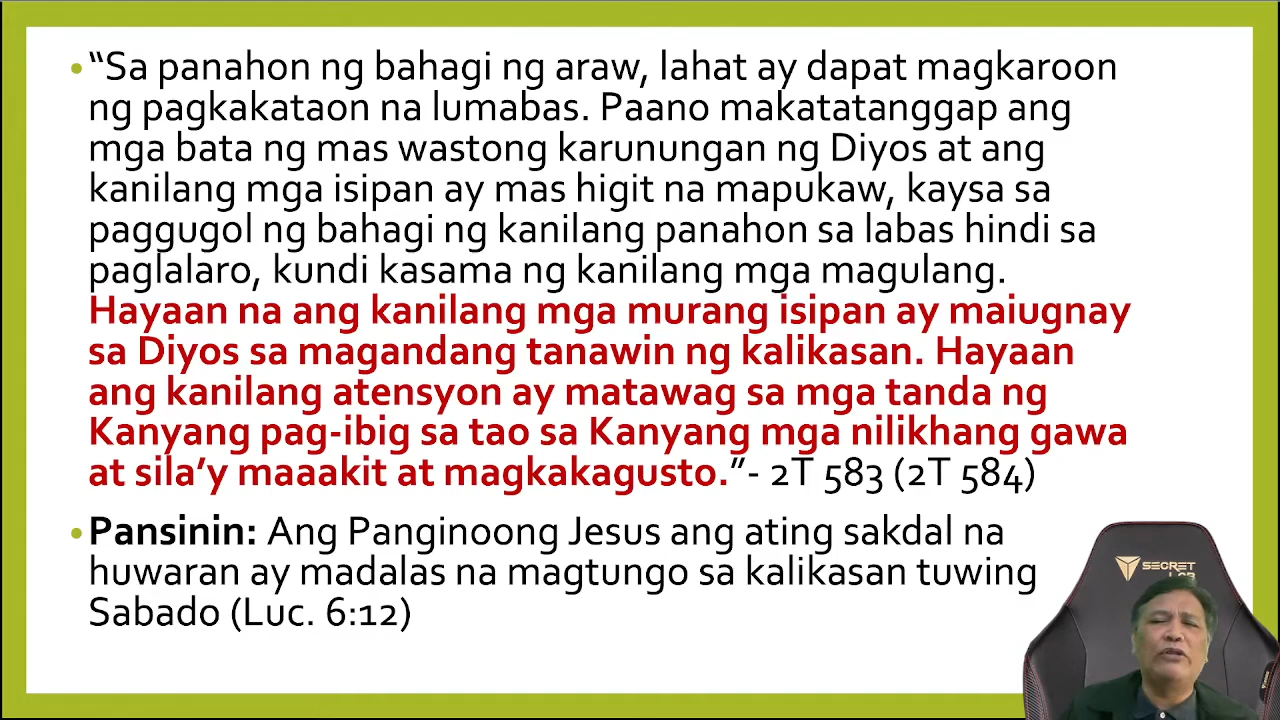 • “Sa panahon ng bahagi ng araw, lahat ay dapat magkaroon
ng pagkakataon na lumabas. Paano makatatanggap ang
mga bata ng mas wastong karunungan ng Diyos at ang
kanilang mga isipan ay mas higit na mapukaw, kaysa sa
paggugol ng bahagi ng kanilang panahon sa labas hindi sa
paglalaro, kundi kasama ng kanilang mga magulang.
Hayaan na ang kanilang mga murang isipan ay maiugnay
sa Diyos sa magandang tanawin ng kalikasan. Hayaan
ang kanilang atensyon ay matawag sa mga tanda ng
Kanyang pag-ibig sa tao sa Kanyang mga nilikhang gawa
at sila’y maaakit at magkakagusto.”- 2T 583 (2T 584)
• Pansinin: Ang Panginoong Jesus ang ating sakdal na
huwaran ay madalas na magtungo sa kalikasan tuwing
Sabado (Luc. 6:12)
SECRET
LAB